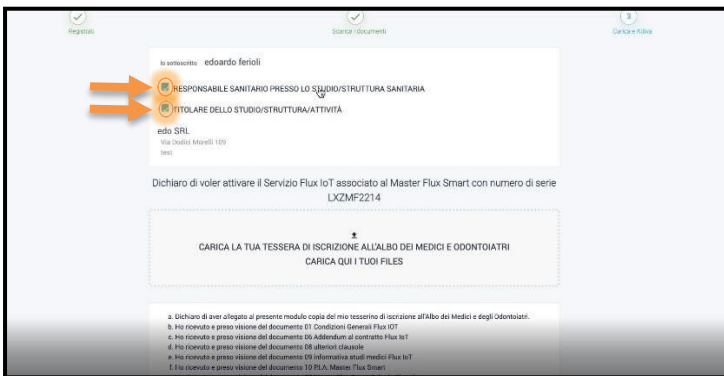 Registrati
Scarica i documenti
3
Carica e Attiva
Io sottoscritto edoardo ferioli
RESPONSABILE SANITARIO PRESSO LO STUDIO/STRUTTURA SANITARIA
TITOLARE DELLO STUDIO/STRUTTURA/ATTIVITÀ
edo SRL
Via Dodici Morelli 109
test
Dichiaro di voler attivare il Servizio Flux IoT associato al Master Flux Smart con numero di serie
LXZMF2214
CARICA LA TUA TESSERA DI ISCRIZIONE ALL'ALBO DEI MEDICI E ODONTOIATRI
CARICA QUI I TUOI FILES
a. Dichiaro di aver allegato al presente modulo copia del mio tesserino di iscrizione all'Albo dei Medici e degli Odontoiatri.
b. Ho ricevuto e preso visione del documento 01 Condizioni Generali Flux IOT
c. Ho ricevuto e preso visione del documento 06 Addendum al contratto Flux IoT
d. Ho ricevuto e preso visione del documento 08 ulteriori clausole
e. Ho ricevuto e preso visione del documento 09 informativa studi medici Flux IoT
f. Ho ricevuto e preso visione del documento 10 P.I.A. Master Flux Smart